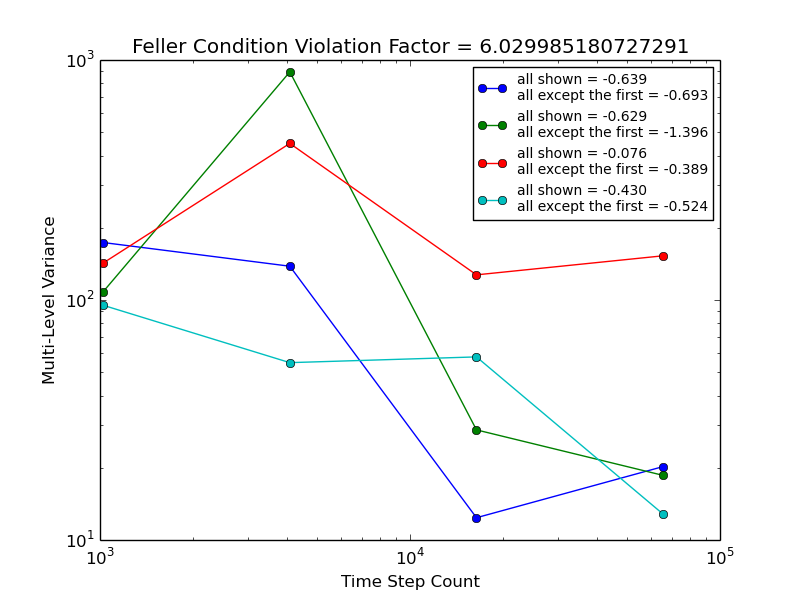 Feller Condition Violation Factor = 6.029985180727291
10³
all shown = -0.639
all except the first = -0.693
all shown = -0.629
all except the first = -1.396
all shown = -0.076
all except the first = -0.389
all shown = -0.430
all except the first = -0.524
Multi-Level Variance
10²
10¹
10³ 10⁴ 10⁵
Time Step Count